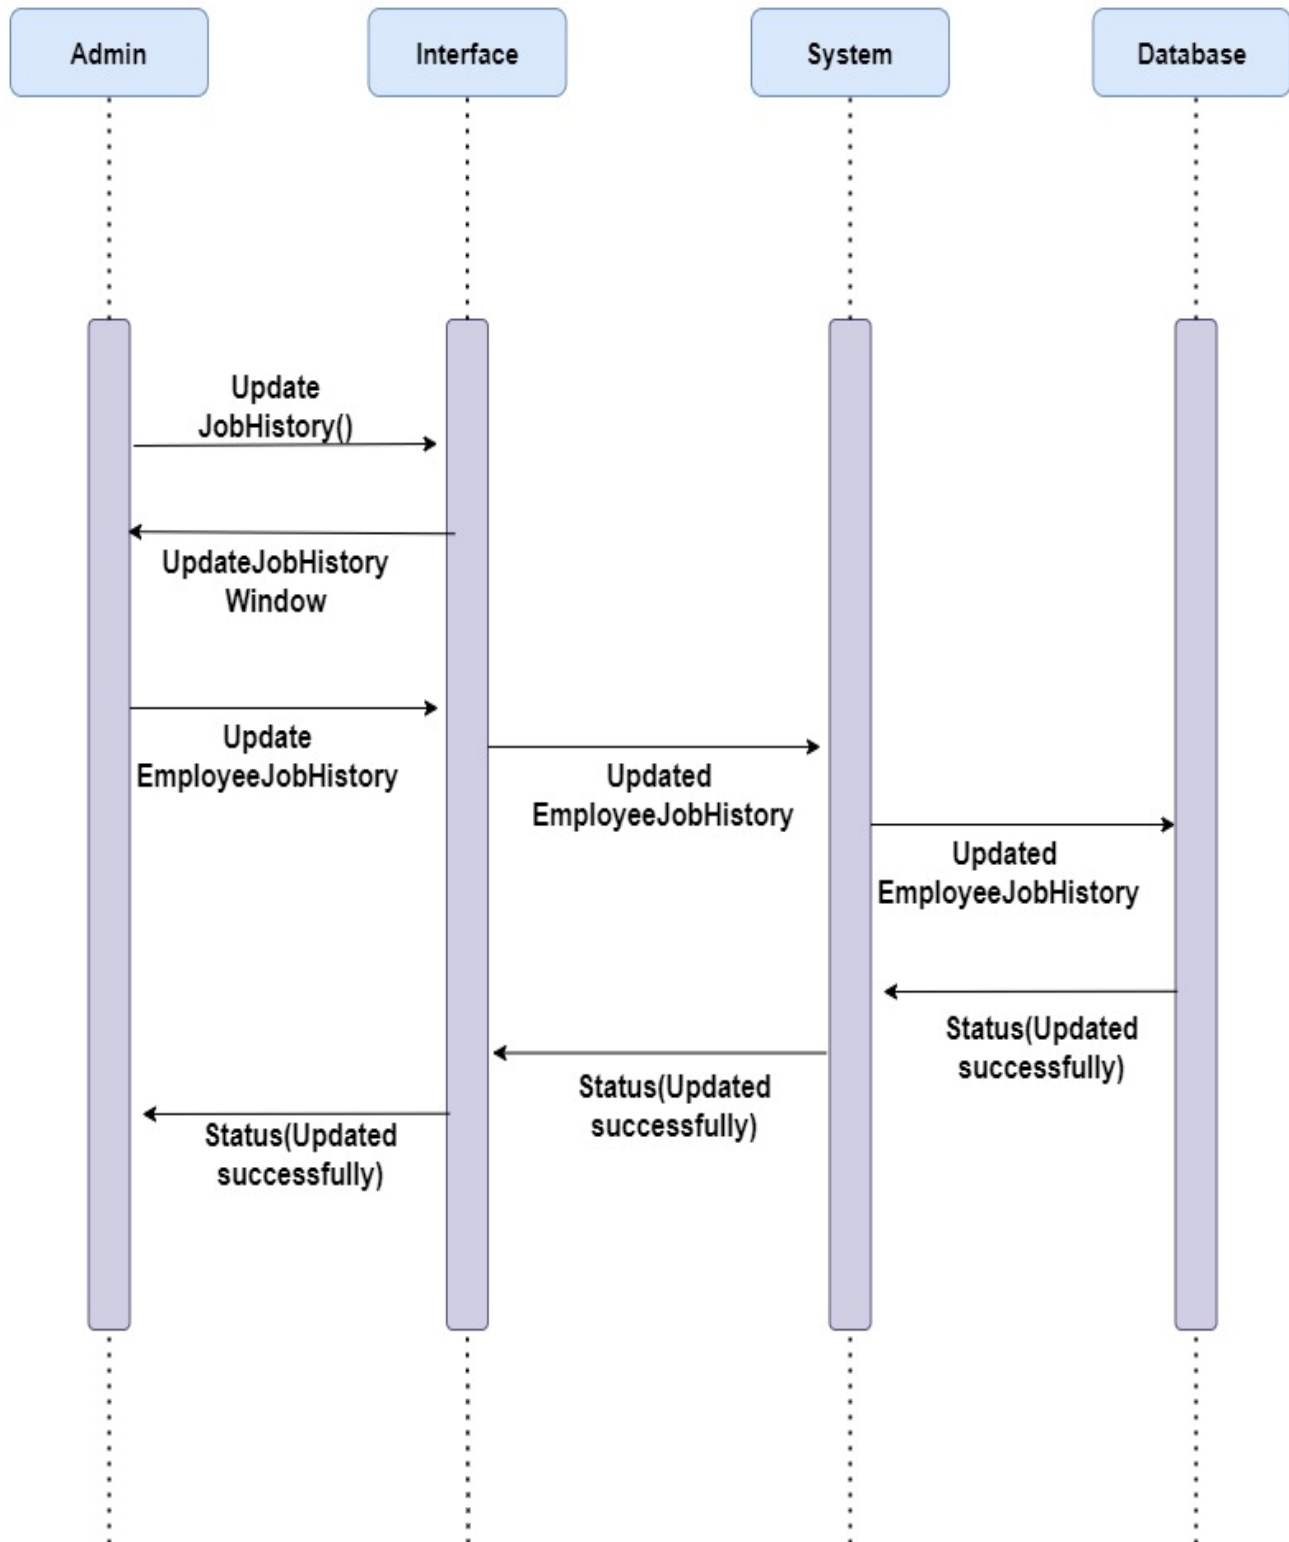 Admin
Interface
System
Database
Update
JobHistory()
UpdateJobHistory
Window
Update
EmployeeJobHistory
Updated
EmployeeJobHistory
Updated
EmployeeJobHistory
Status(Updated
successfully)
Status(Updated
successfully)
Status(Updated
successfully)